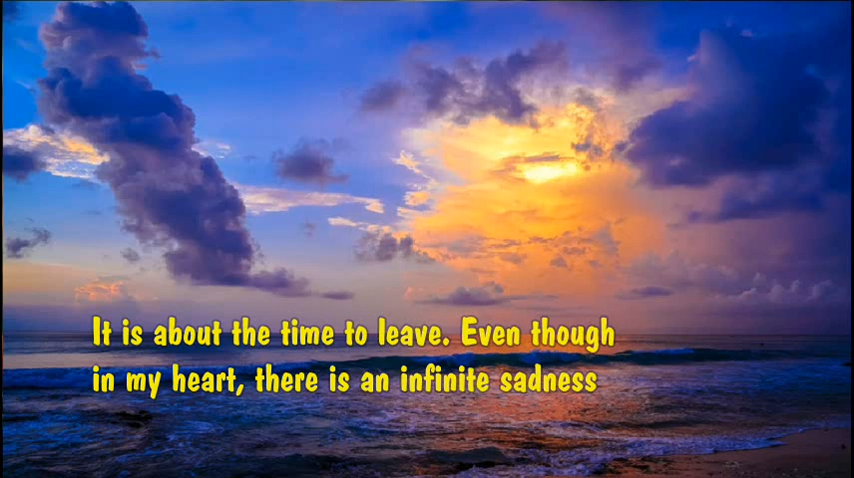 It is about the time to leave. Even though
in my heart, there is an infinite sadness